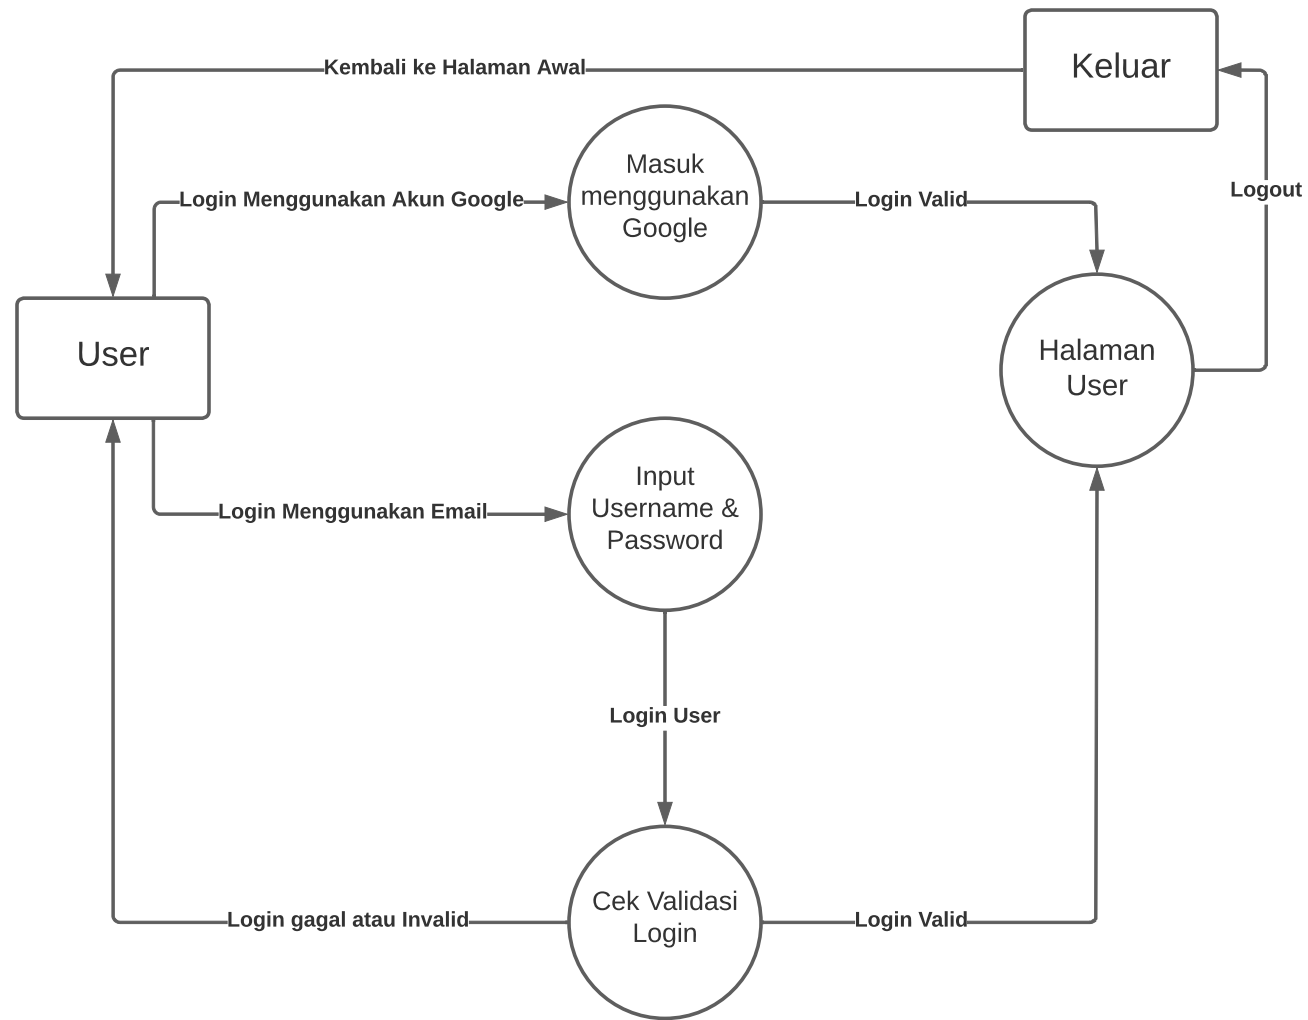 Keluar
Kembali ke Halaman Awal
Masuk
menggunakan
Google
Login Menggunakan Akun Google
Login Valid
Logout
User
Halaman
User
Input
Username &
Password
Login Menggunakan Email
Login User
Cek Validasi
Login
Login gagal atau Invalid
Login Valid